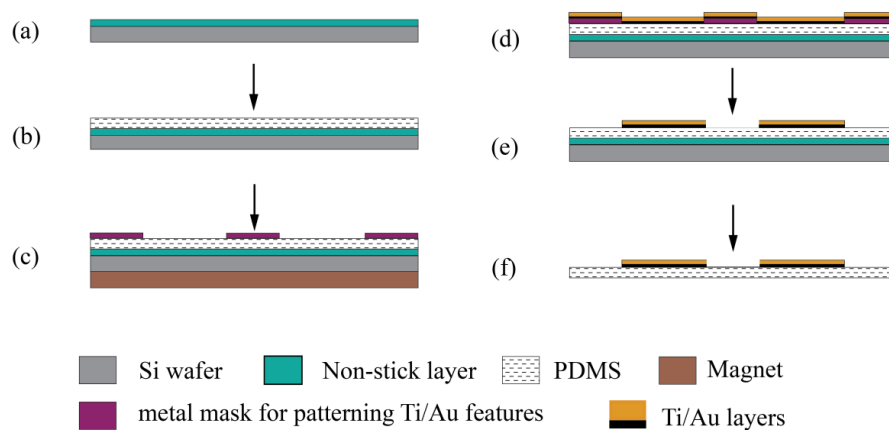 (a)
(b)
(c)
(d)
(e)
(f)
Si wafer
Non-stick layer
PDMS
Magnet
metal mask for patterning Ti/Au features
Ti/Au layers